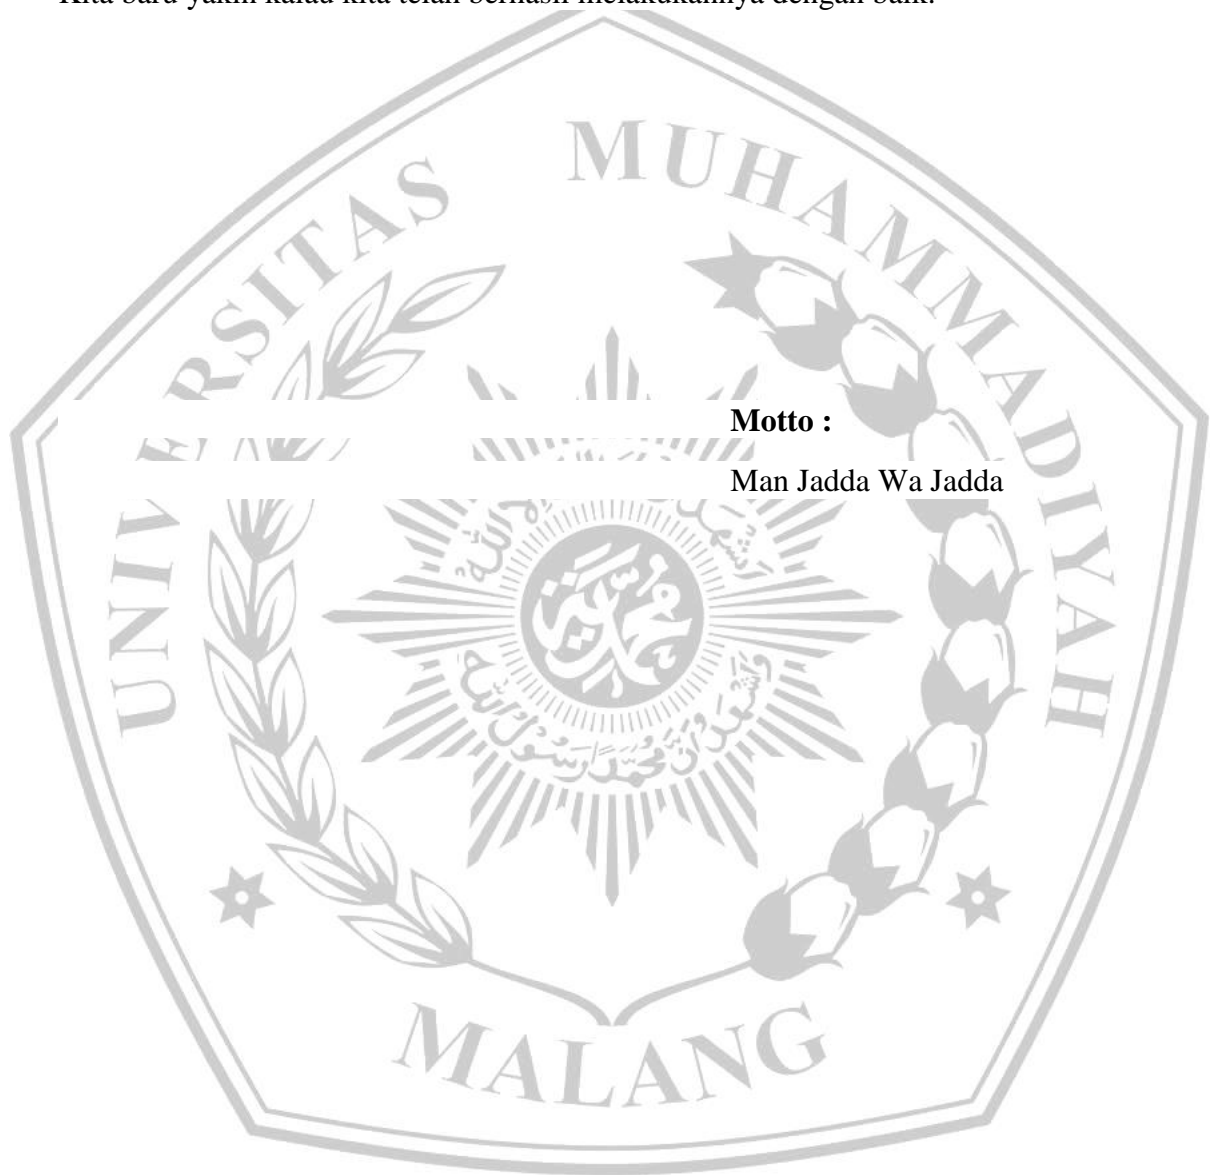 Kita baru yakin kalau kita telah berhasil melakukannya dengan baik.
UNIVERSITAS MUHAMMADIYAH
Motto :
Man Jadda Wa Jadda
MALANG